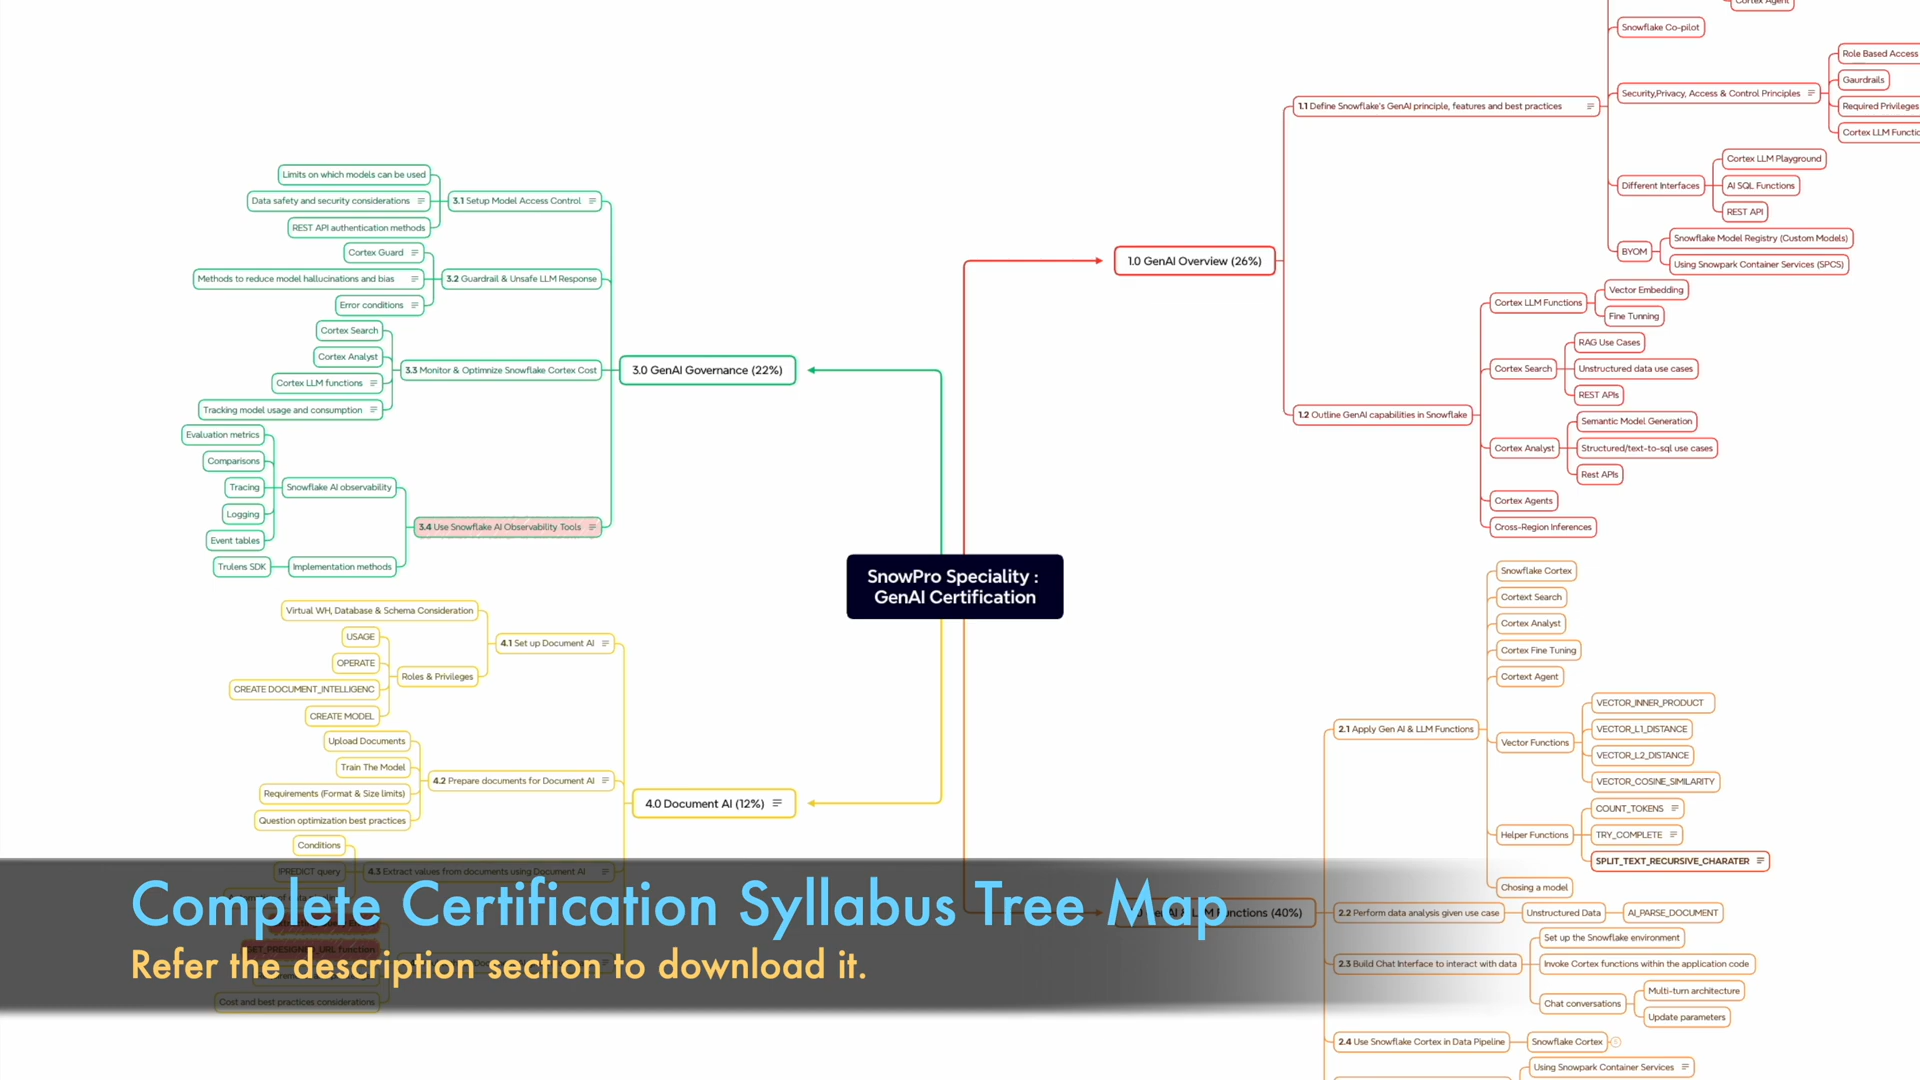 Cortex Agent
Snowflake Co-pilot
Role Based Access
Gaurdrails
Security,Privacy, Access & Control Principles
Required Privileges
Cortex LLM Functio
1.1 Define Snowflake's GenAI principle, features and best practices
Cortex LLM Playground
Different Interfaces
AI SQL Functions
REST API
Snowflake Model Registry (Custom Models)
BYOM
Using Snowpark Container Services (SPCS)
1.0 GenAI Overview (26%)
Vector Embedding
Cortex LLM Functions
Fine Tunning
RAG Use Cases
Cortex Search
Unstructured data use cases
REST APIs
1.2 Outline GenAI capabilities in Snowflake
Semantic Model Generation
Cortex Analyst
Structured/text-to-sql use cases
Rest APIs
Cortex Agents
Cross-Region Inferences
Limits on which models can be used
Data safety and security considerations
3.1 Setup Model Access Control
REST API authentication methods
Cortex Guard
Methods to reduce model hallucinations and bias
3.2 Guardrail & Unsafe LLM Response
Error conditions
Cortex Search
Cortex Analyst
3.3 Monitor & Optimnize Snowflake Cortex Cost
3.0 GenAI Governance (22%)
Cortex LLM functions
Tracking model usage and consumption
Evaluation metrics
Comparisons
Tracing
Snowflake AI observability
Logging
3.4 Use Snowflake AI Observability Tools
Event tables
Trulens SDK
Implementation methods
SnowPro Speciality :
GenAI Certification
Virtual WH, Database & Schema Consideration
4.1 Set up Document AI
USAGE
OPERATE
Roles & Privileges
CREATE DOCUMENT_INTELLIGENC
CREATE MODEL
Upload Documents
Train The Model
4.2 Prepare documents for Document AI
Requirements (Format & Size limits)
4.0 Document AI (12%)
Question optimization best practices
Conditions
!PREDICT query
4.3 Extract values from documents using Document AI
GET_PRESIGNED_URL function
Cost and best practices considerations
Snowflake Cortex
Cortext Search
Cortex Analyst
Cortex Fine Tuning
Cortext Agent
2.1 Apply Gen AI & LLM Functions
VECTOR_INNER_PRODUCT
VECTOR_L1_DISTANCE
Vector Functions
VECTOR_L2_DISTANCE
VECTOR_COSINE_SIMILARITY
COUNT_TOKENS
Helper Functions
TRY_COMPLETE
SPLIT_TEXT_RECURSIVE_CHARATER
Chosing a model
LLM Functions (40%)
2.2 Perform data analysis given use case
Unstructured Data
AI_PARSE_DOCUMENT
Set up the Snowflake environment
2.3 Build Chat Interface to interact with data
Invoke Cortex functions within the application code
Multi-turn architecture
Chat conversations
Update parameters
2.4 Use Snowflake Cortex in Data Pipeline
Snowflake Cortex
Using Snowpark Container Services
Complete Certification Syllabus Tree Map
Refer the description section to download it.